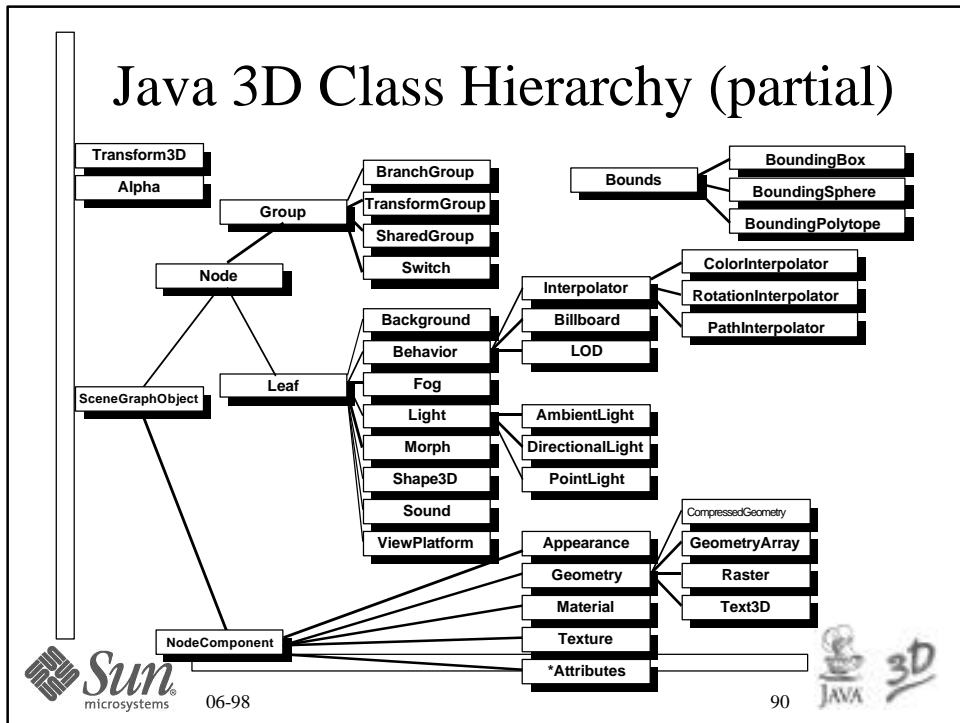 Java 3D Class Hierarchy (partial)
Transform3D
Alpha
Group
Node
SceneGraphObject
Leaf
NodeComponent
BranchGroup
TransformGroup
SharedGroup
Switch
Background
Behavior
Fog
Light
Morph
Shape3D
Sound
ViewPlatform
Interpolator
Billboard
LOD
AmbientLight
DirectionalLight
PointLight
Appearance
Geometry
Material
Texture
*Attributes
Bounds
BoundingBox
BoundingSphere
BoundingPolytope
ColorInterpolator
RotationInterpolator
PathInterpolator
CompressedGeometry
GeometryArray
Raster
Text3D
Sun
microsystems
06-98
90
JAVA
3D